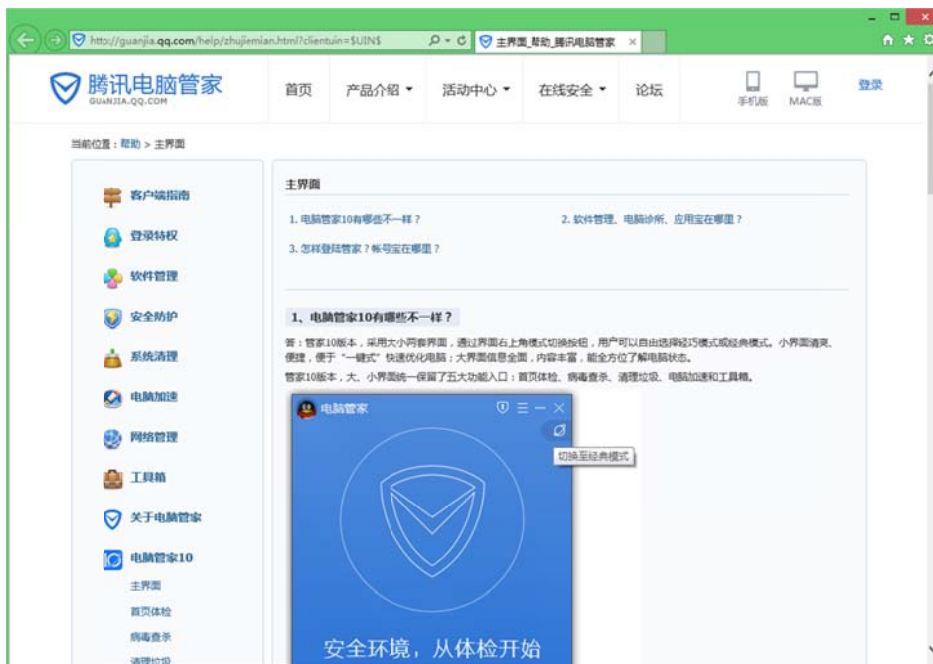 http://guanjia.qq.com/help/zhujiemian.html?clientuin=$UIN$
主界面_帮助_腾讯电脑管家
腾讯电脑管家
GUANJIA.QQ.COM
首页
产品介绍
活动中心
在线安全
论坛
手机版
MAC版
登录
当前位置：帮助 > 主界面
客户端指南
登录特权
软件管理
安全防护
系统清理
电脑加速
网络管理
工具箱
关于电脑管家
电脑管家10
主界面
首页体检
病毒查杀
清理垃圾
主界面
1. 电脑管家10有哪些不一样？
2. 软件管理、电脑诊所、应用宝在哪里？
3. 怎样登陆管家？帐号宝在哪里？
1、电脑管家10有哪些不一样？
答：管家10版本，采用大小两套界面，通过界面右上角模式切换按钮，用户可以自由选择轻巧模式或经典模式。小界面清爽、
便捷，便于“一键式”快速优化电脑；大界面信息全面，内容丰富，能全方位了解电脑状态。
管家10版本，大、小界面统一保留了五大功能入口：首页体检、病毒查杀、清理垃圾、电脑加速和工具箱。
电脑管家
切换至经典模式
安全环境，从体检开始